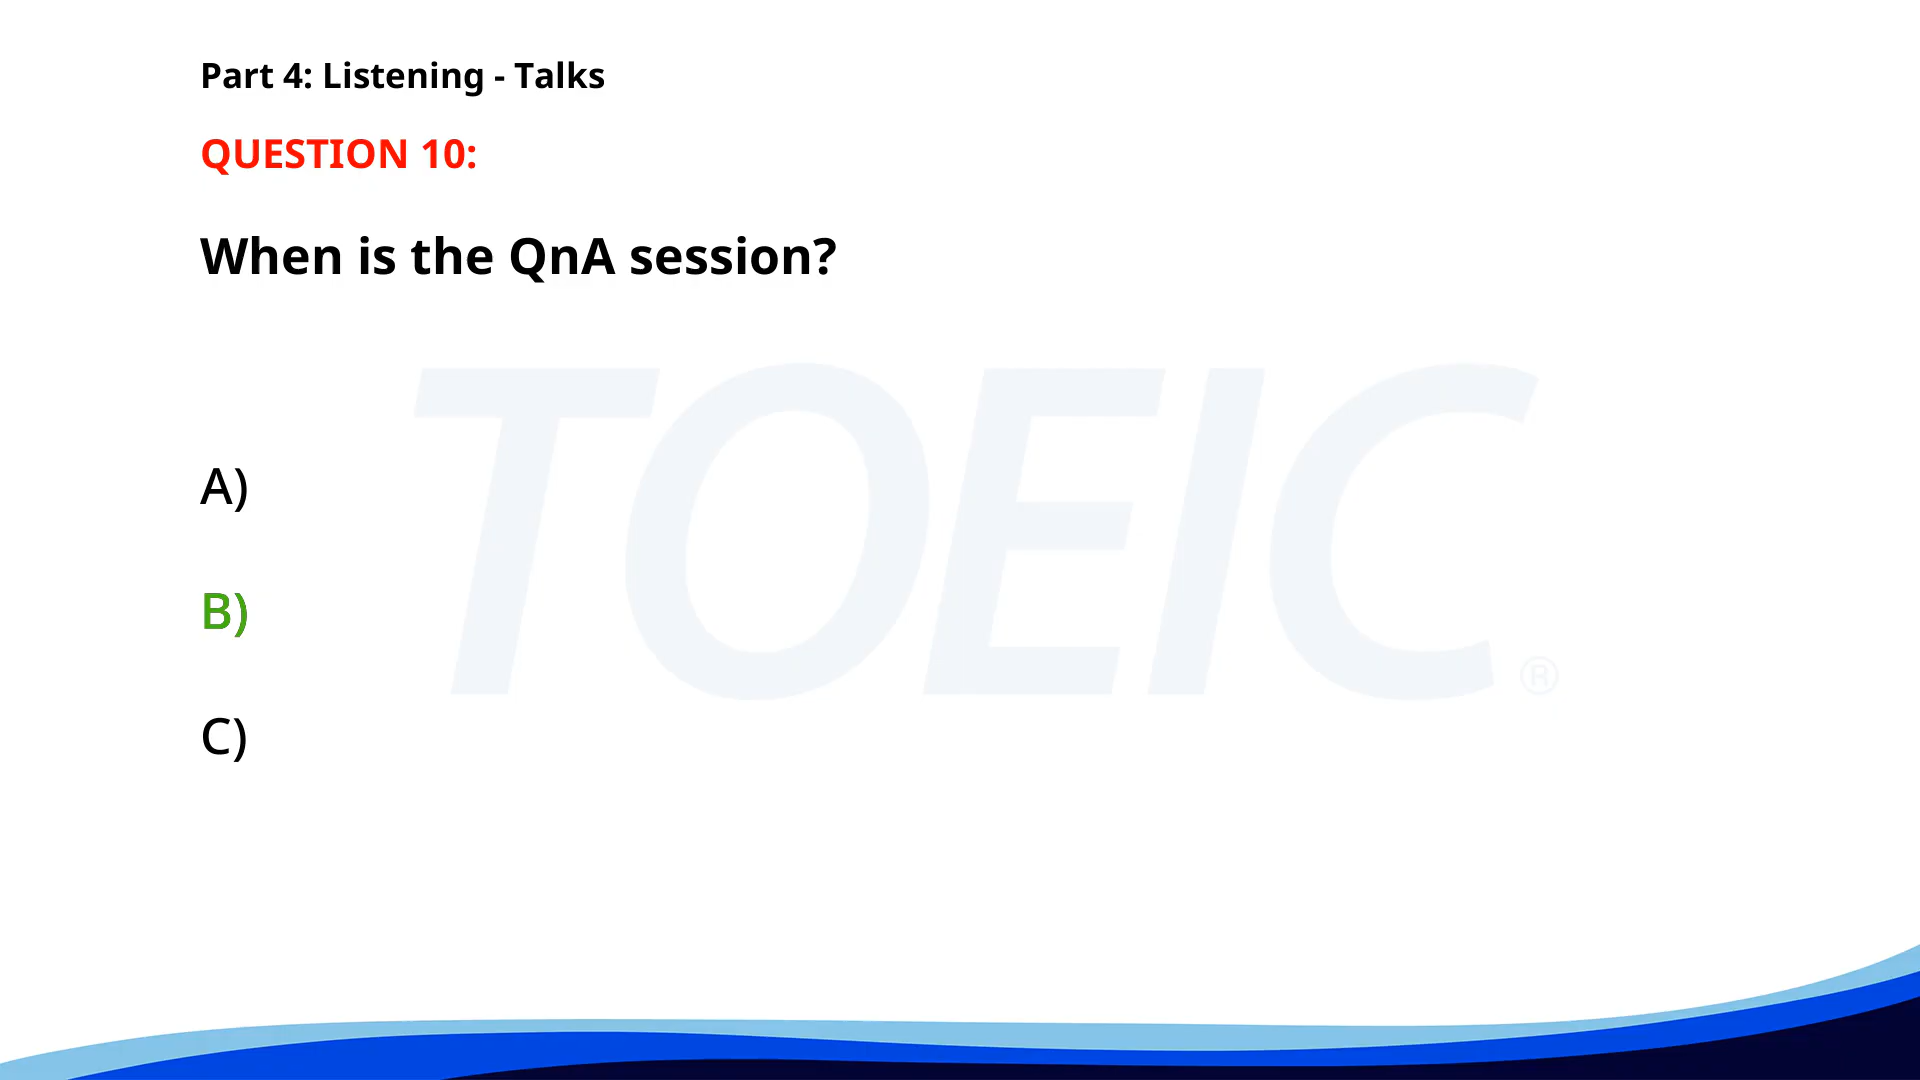 Part 4: Listening - Talks
QUESTION 10:
When is the QnA session?
TOEIC®
A)
B)
C)